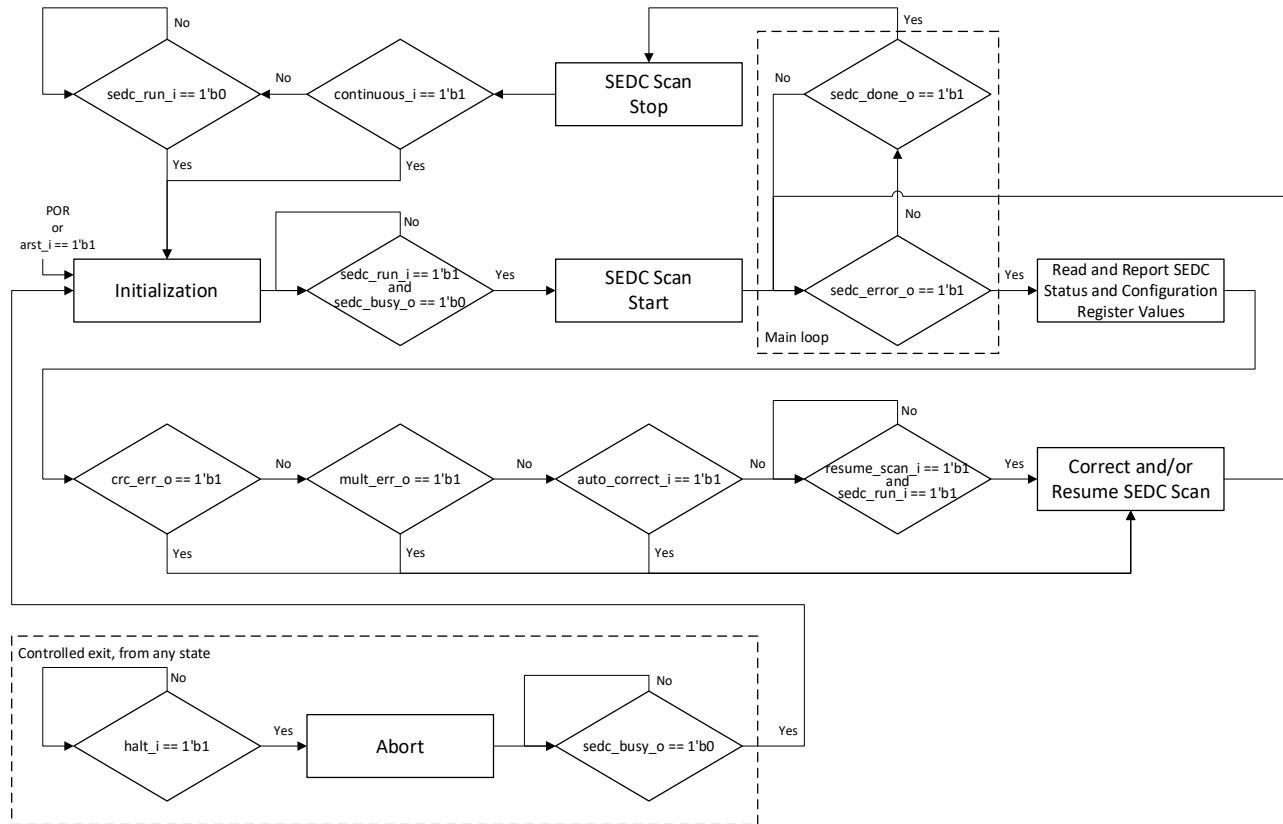 No
Yes
sedc_run_i == 1'b0
No
continuous_i == 1'b1
SEDC Scan
Stop
No
sedc_done_o == 1'b1
Yes
Yes
POR
or
arst_i == 1'b1
No
No
Initialization
sedc_run_i == 1'b1
and
sedc_busy_o == 1'b0
Yes
SEDC Scan
Start
sedc_error_o == 1'b1
Yes
Read and Report SEDC
Status and Configuration
Register Values
Main loop
No
crc_err_o == 1'b1
No
mult_err_o == 1'b1
No
auto_correct_i == 1'b1
No
resume_scan_i == 1'b1
and
sedc_run_i == 1'b1
Yes
Correct and/or
Resume SEDC Scan
Yes
Yes
Yes
Controlled exit, from any state
No
No
halt_i == 1'b1
Yes
Abort
sedc_busy_o == 1'b0
Yes